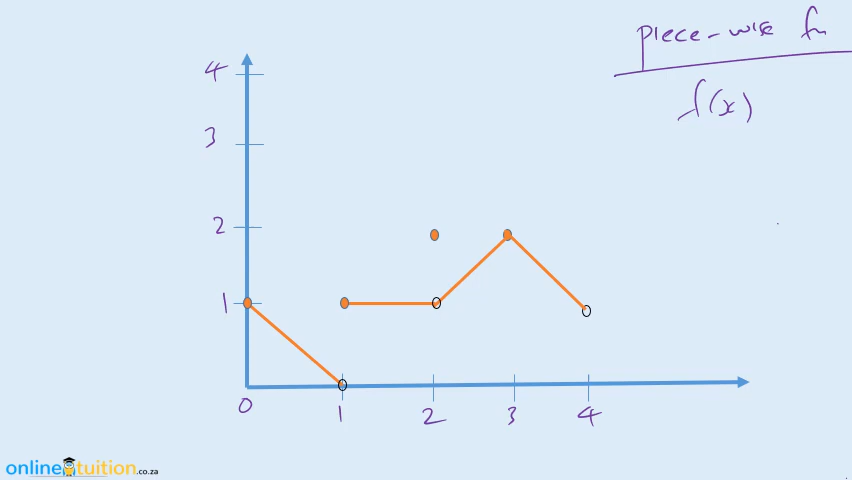 piece-wise fn
f(x)
4
3
2
1
0 1 2 3 4
onlinetuition.co.za